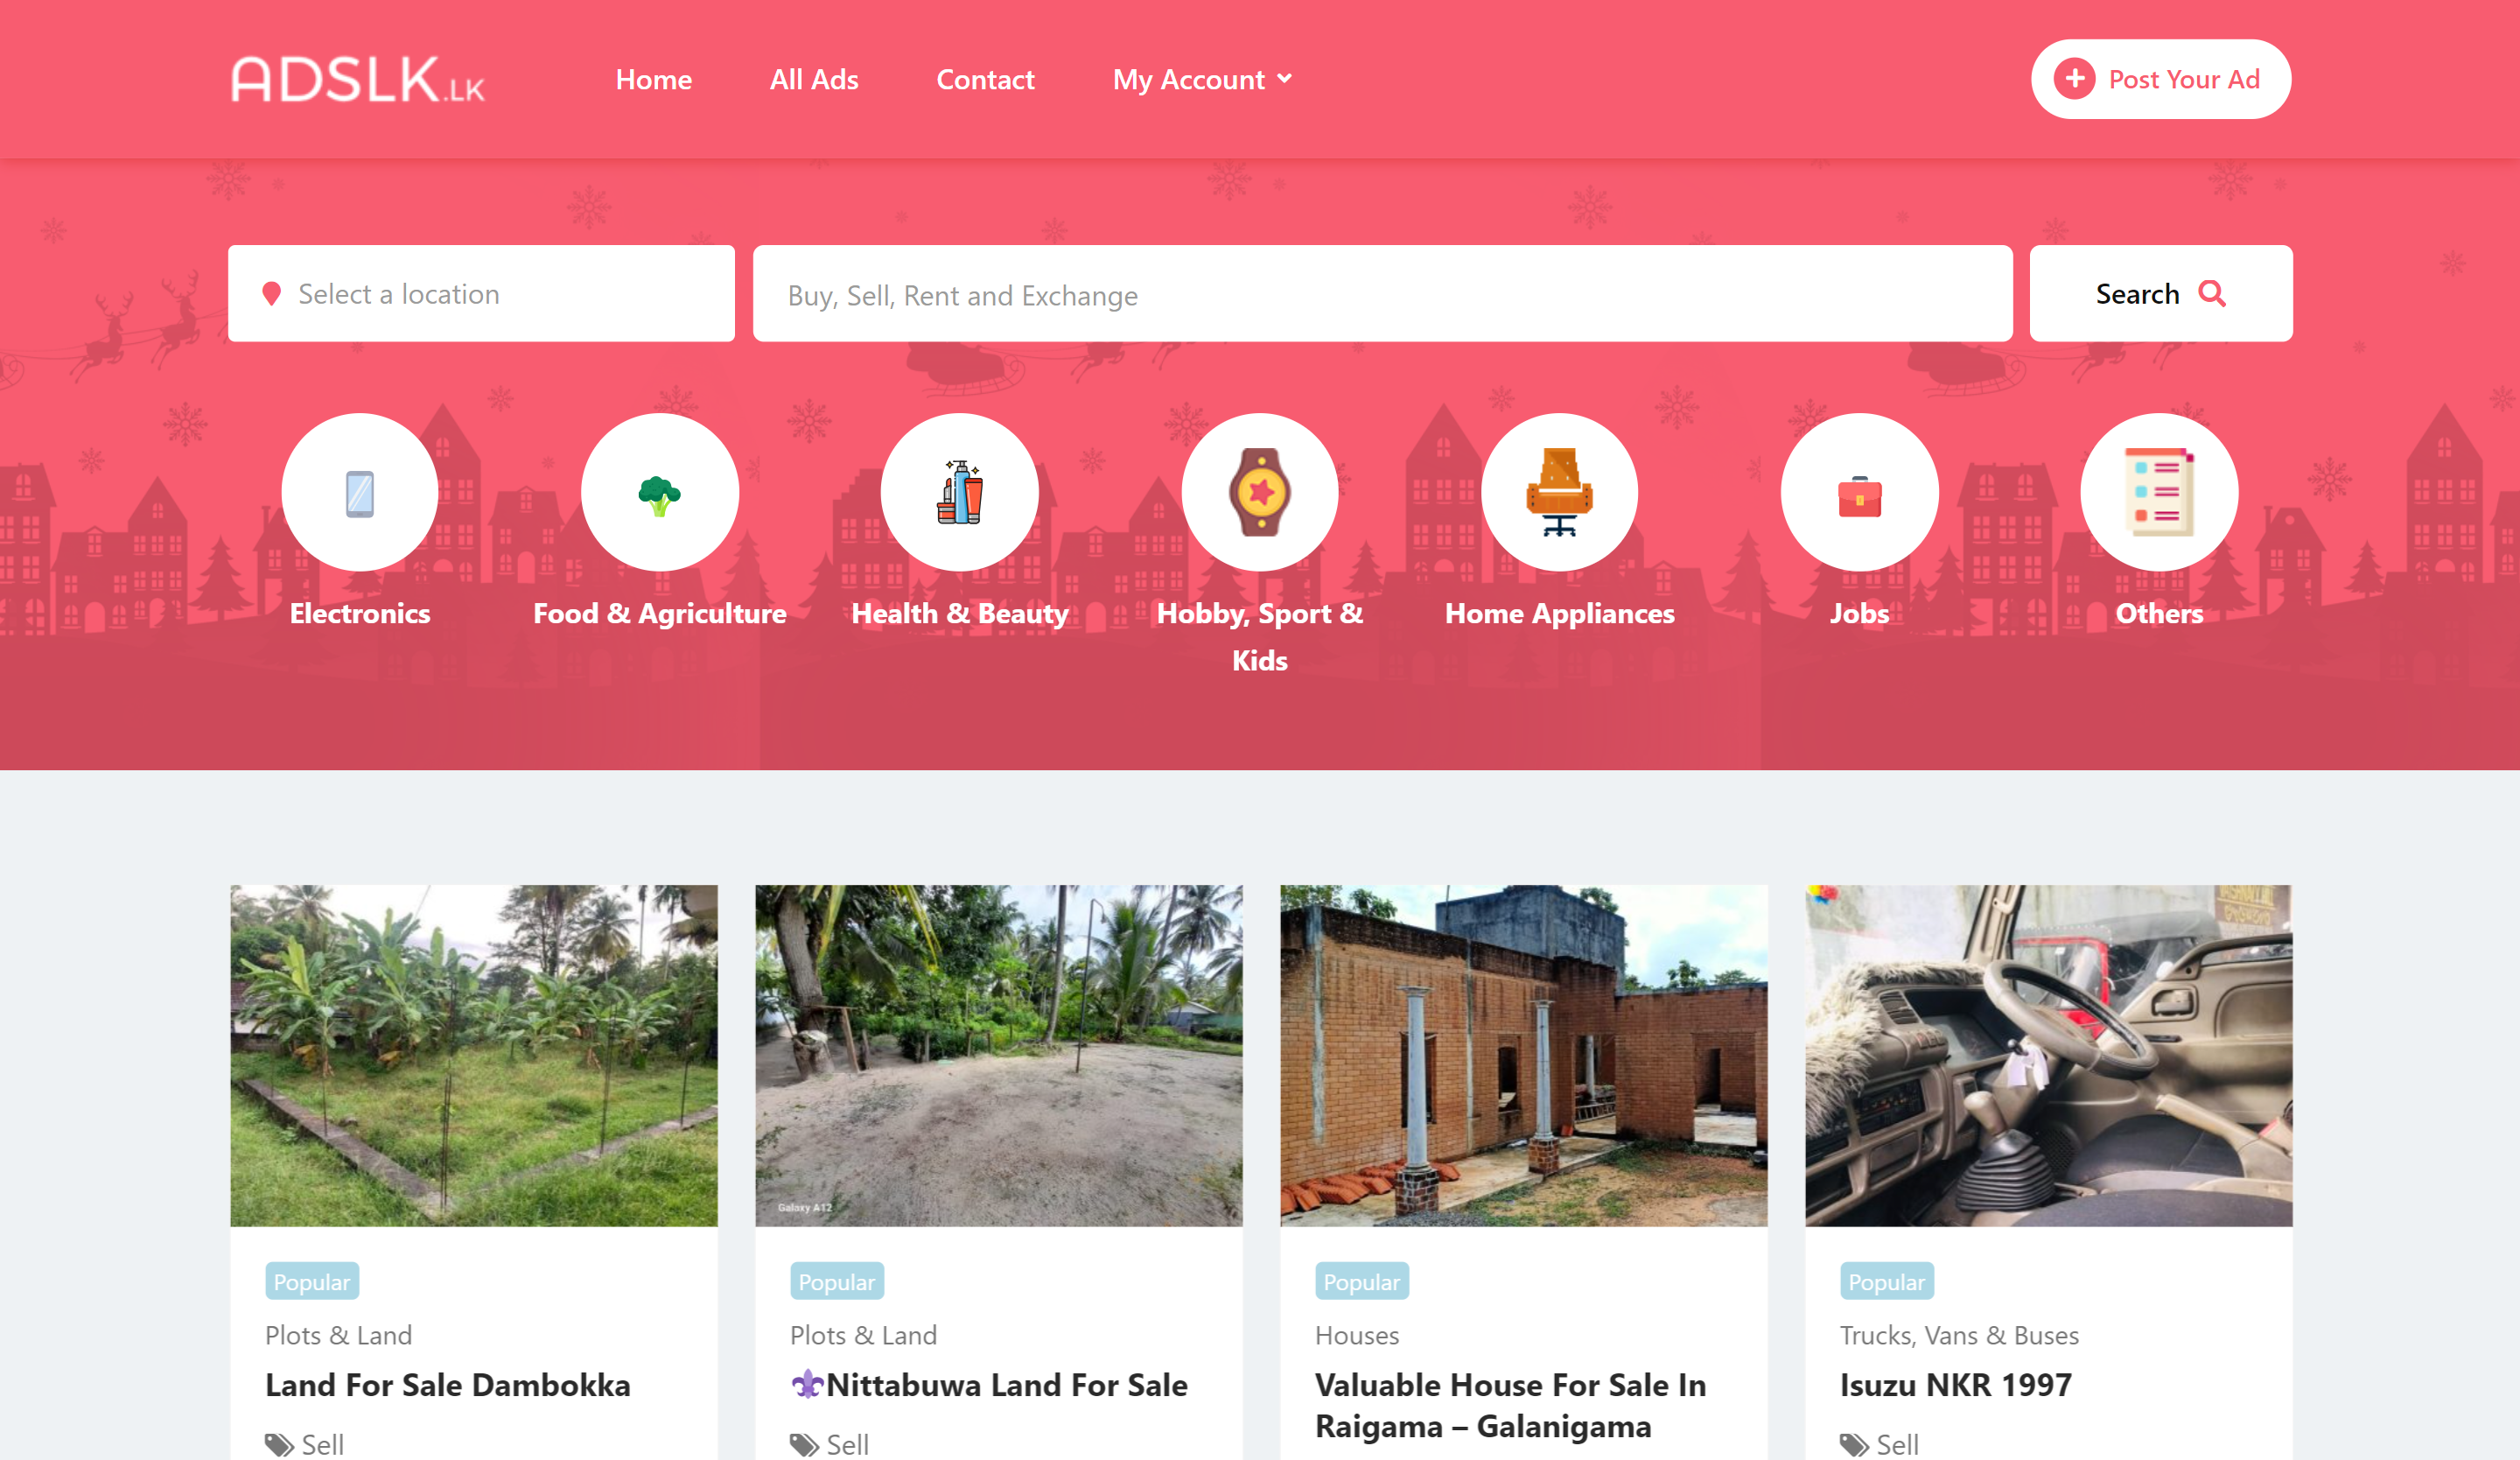 ADSLK.LK
Home
All Ads
Contact
My Account
Post Your Ad
Select a location
Buy, Sell, Rent and Exchange
Search
Electronics
Food & Agriculture
Health & Beauty
Hobby, Sport &
Kids
Home Appliances
Jobs
Others
Galaxy A12
Popular
Plots & Land
Land For Sale Dambokka
Sell
Popular
Plots & Land
⚜Nittabuwa Land For Sale
Sell
Popular
Houses
Valuable House For Sale In
Raigama – Galanigama
Popular
Trucks, Vans & Buses
Isuzu NKR 1997
Sell